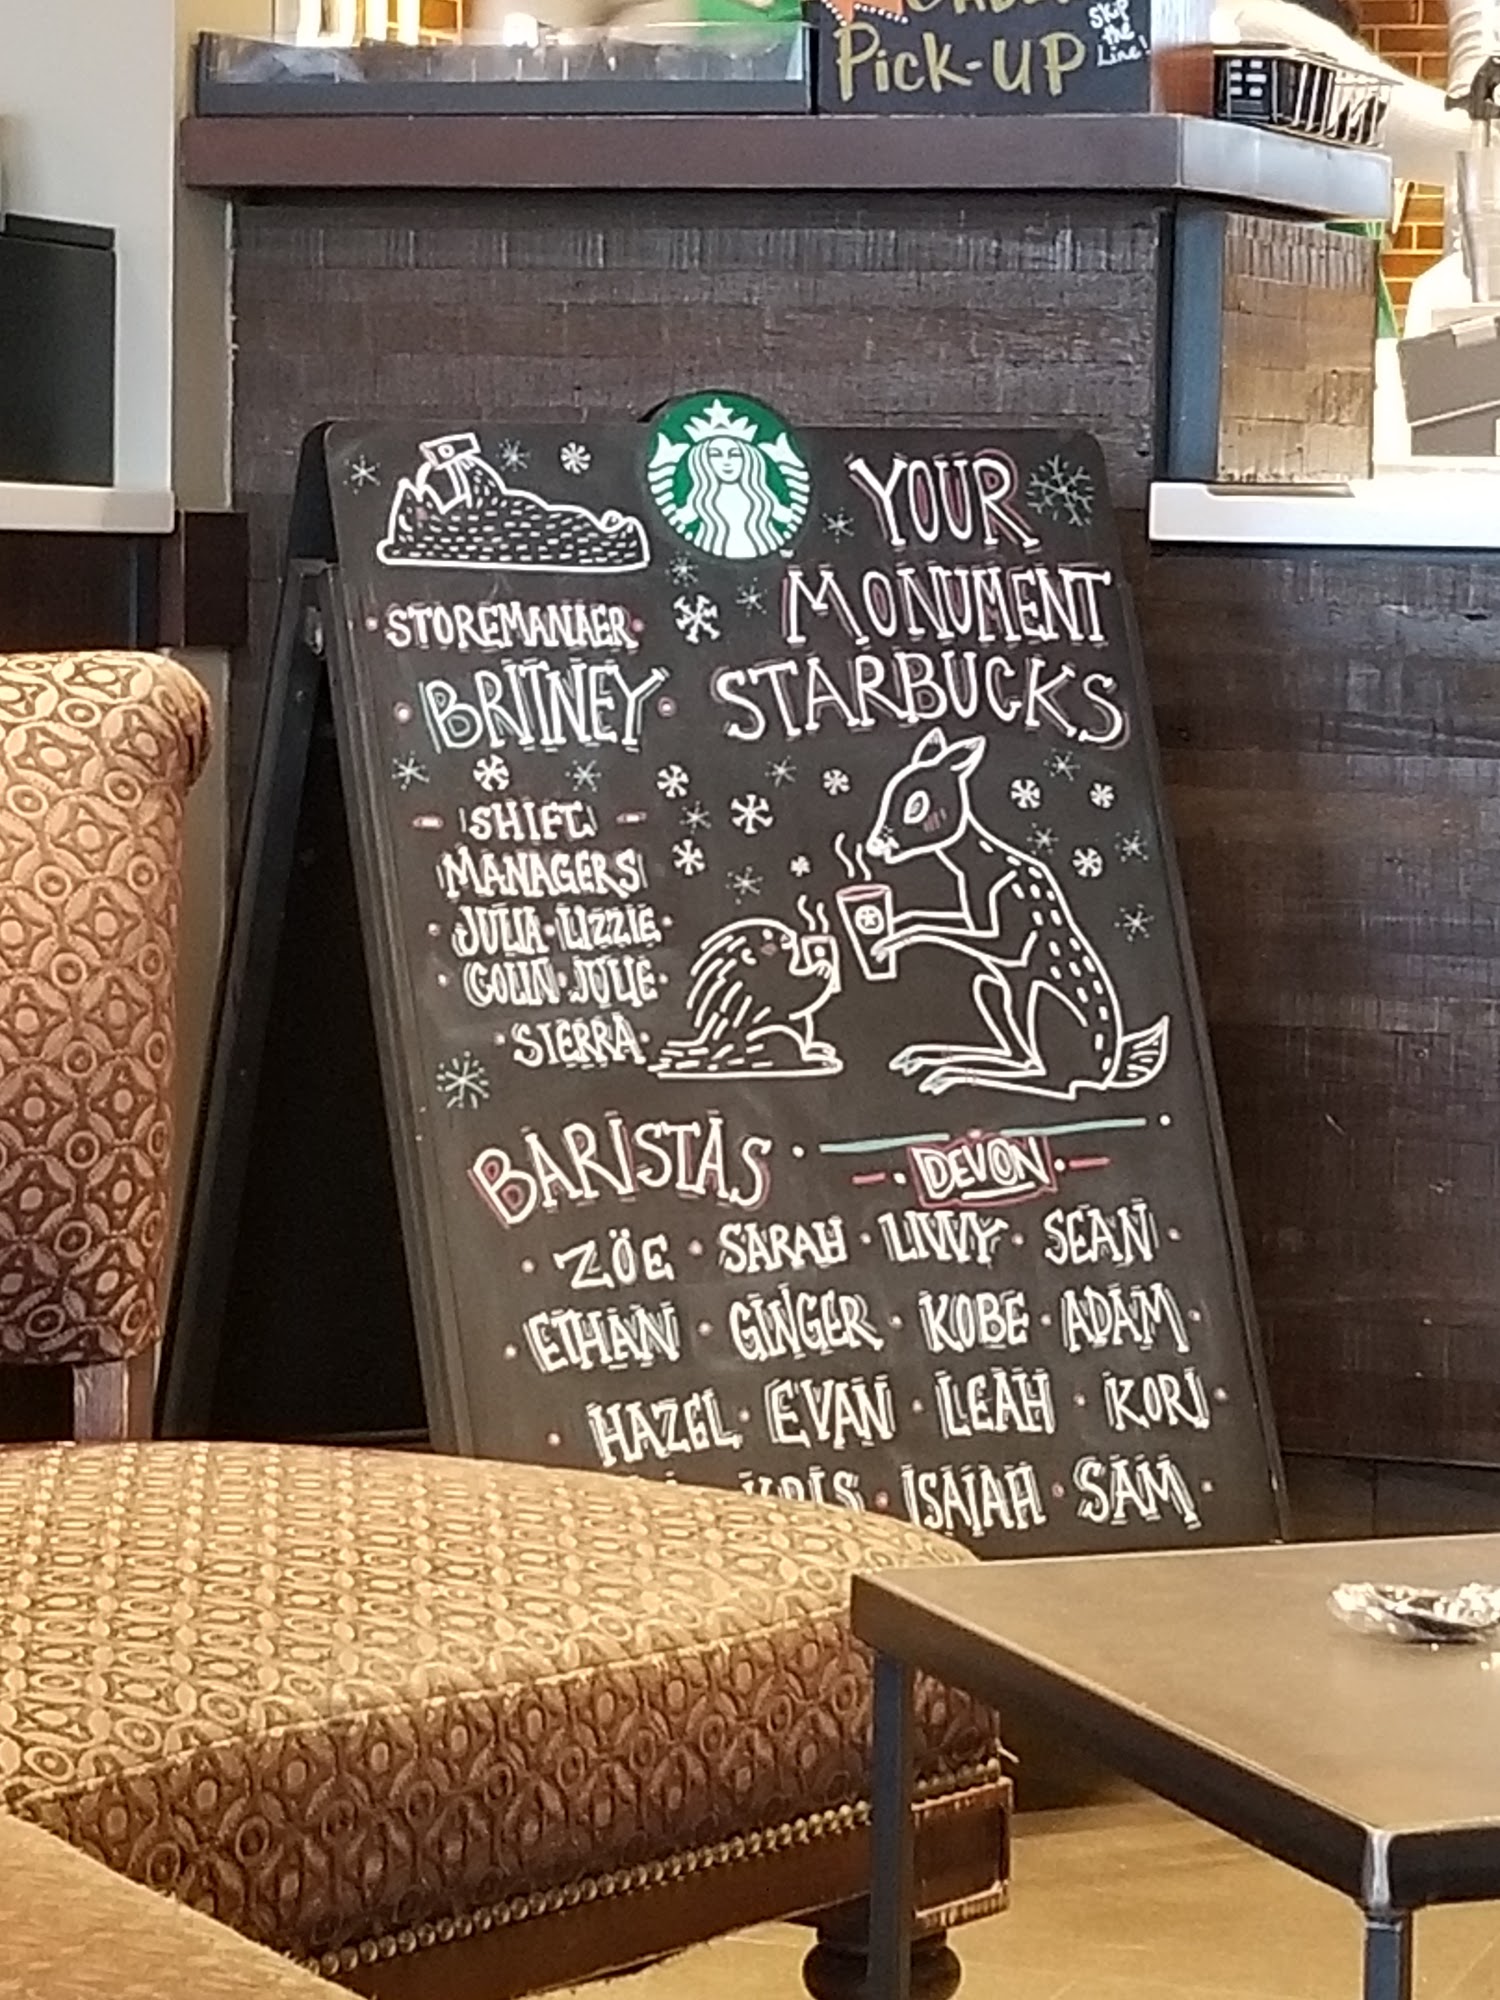 Pick-UP
Skip
the
Line!
YOUR
MONUMENT
STARBUCKS
STOREMANAER
BRITNEY
SHIFT
MANAGERS
JULIA · LIZZIE ·
· COLIN · JULIE ·
· SIERRA ·
BARISTAS ·
· DEVON ·
· ZÖE · SARAH · LIVVY · SEAN ·
· ETHAN · GINGER · KOBE · ADAM ·
· HAZEL · EVAN · LEAH · KORI ·
ISAIAH · SAM ·